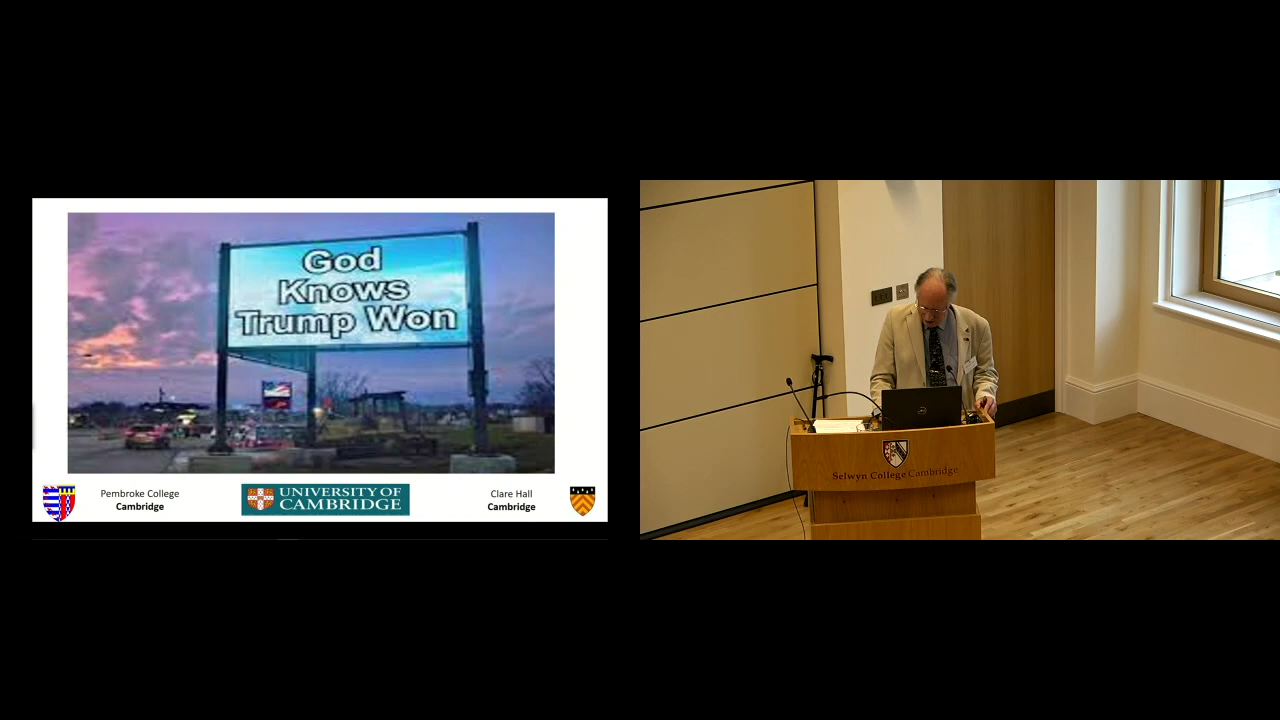 God
Knows
Trump Won
Pembroke College
Cambridge
UNIVERSITY OF
CAMBRIDGE
Clare Hall
Cambridge
Selwyn College Cambridge